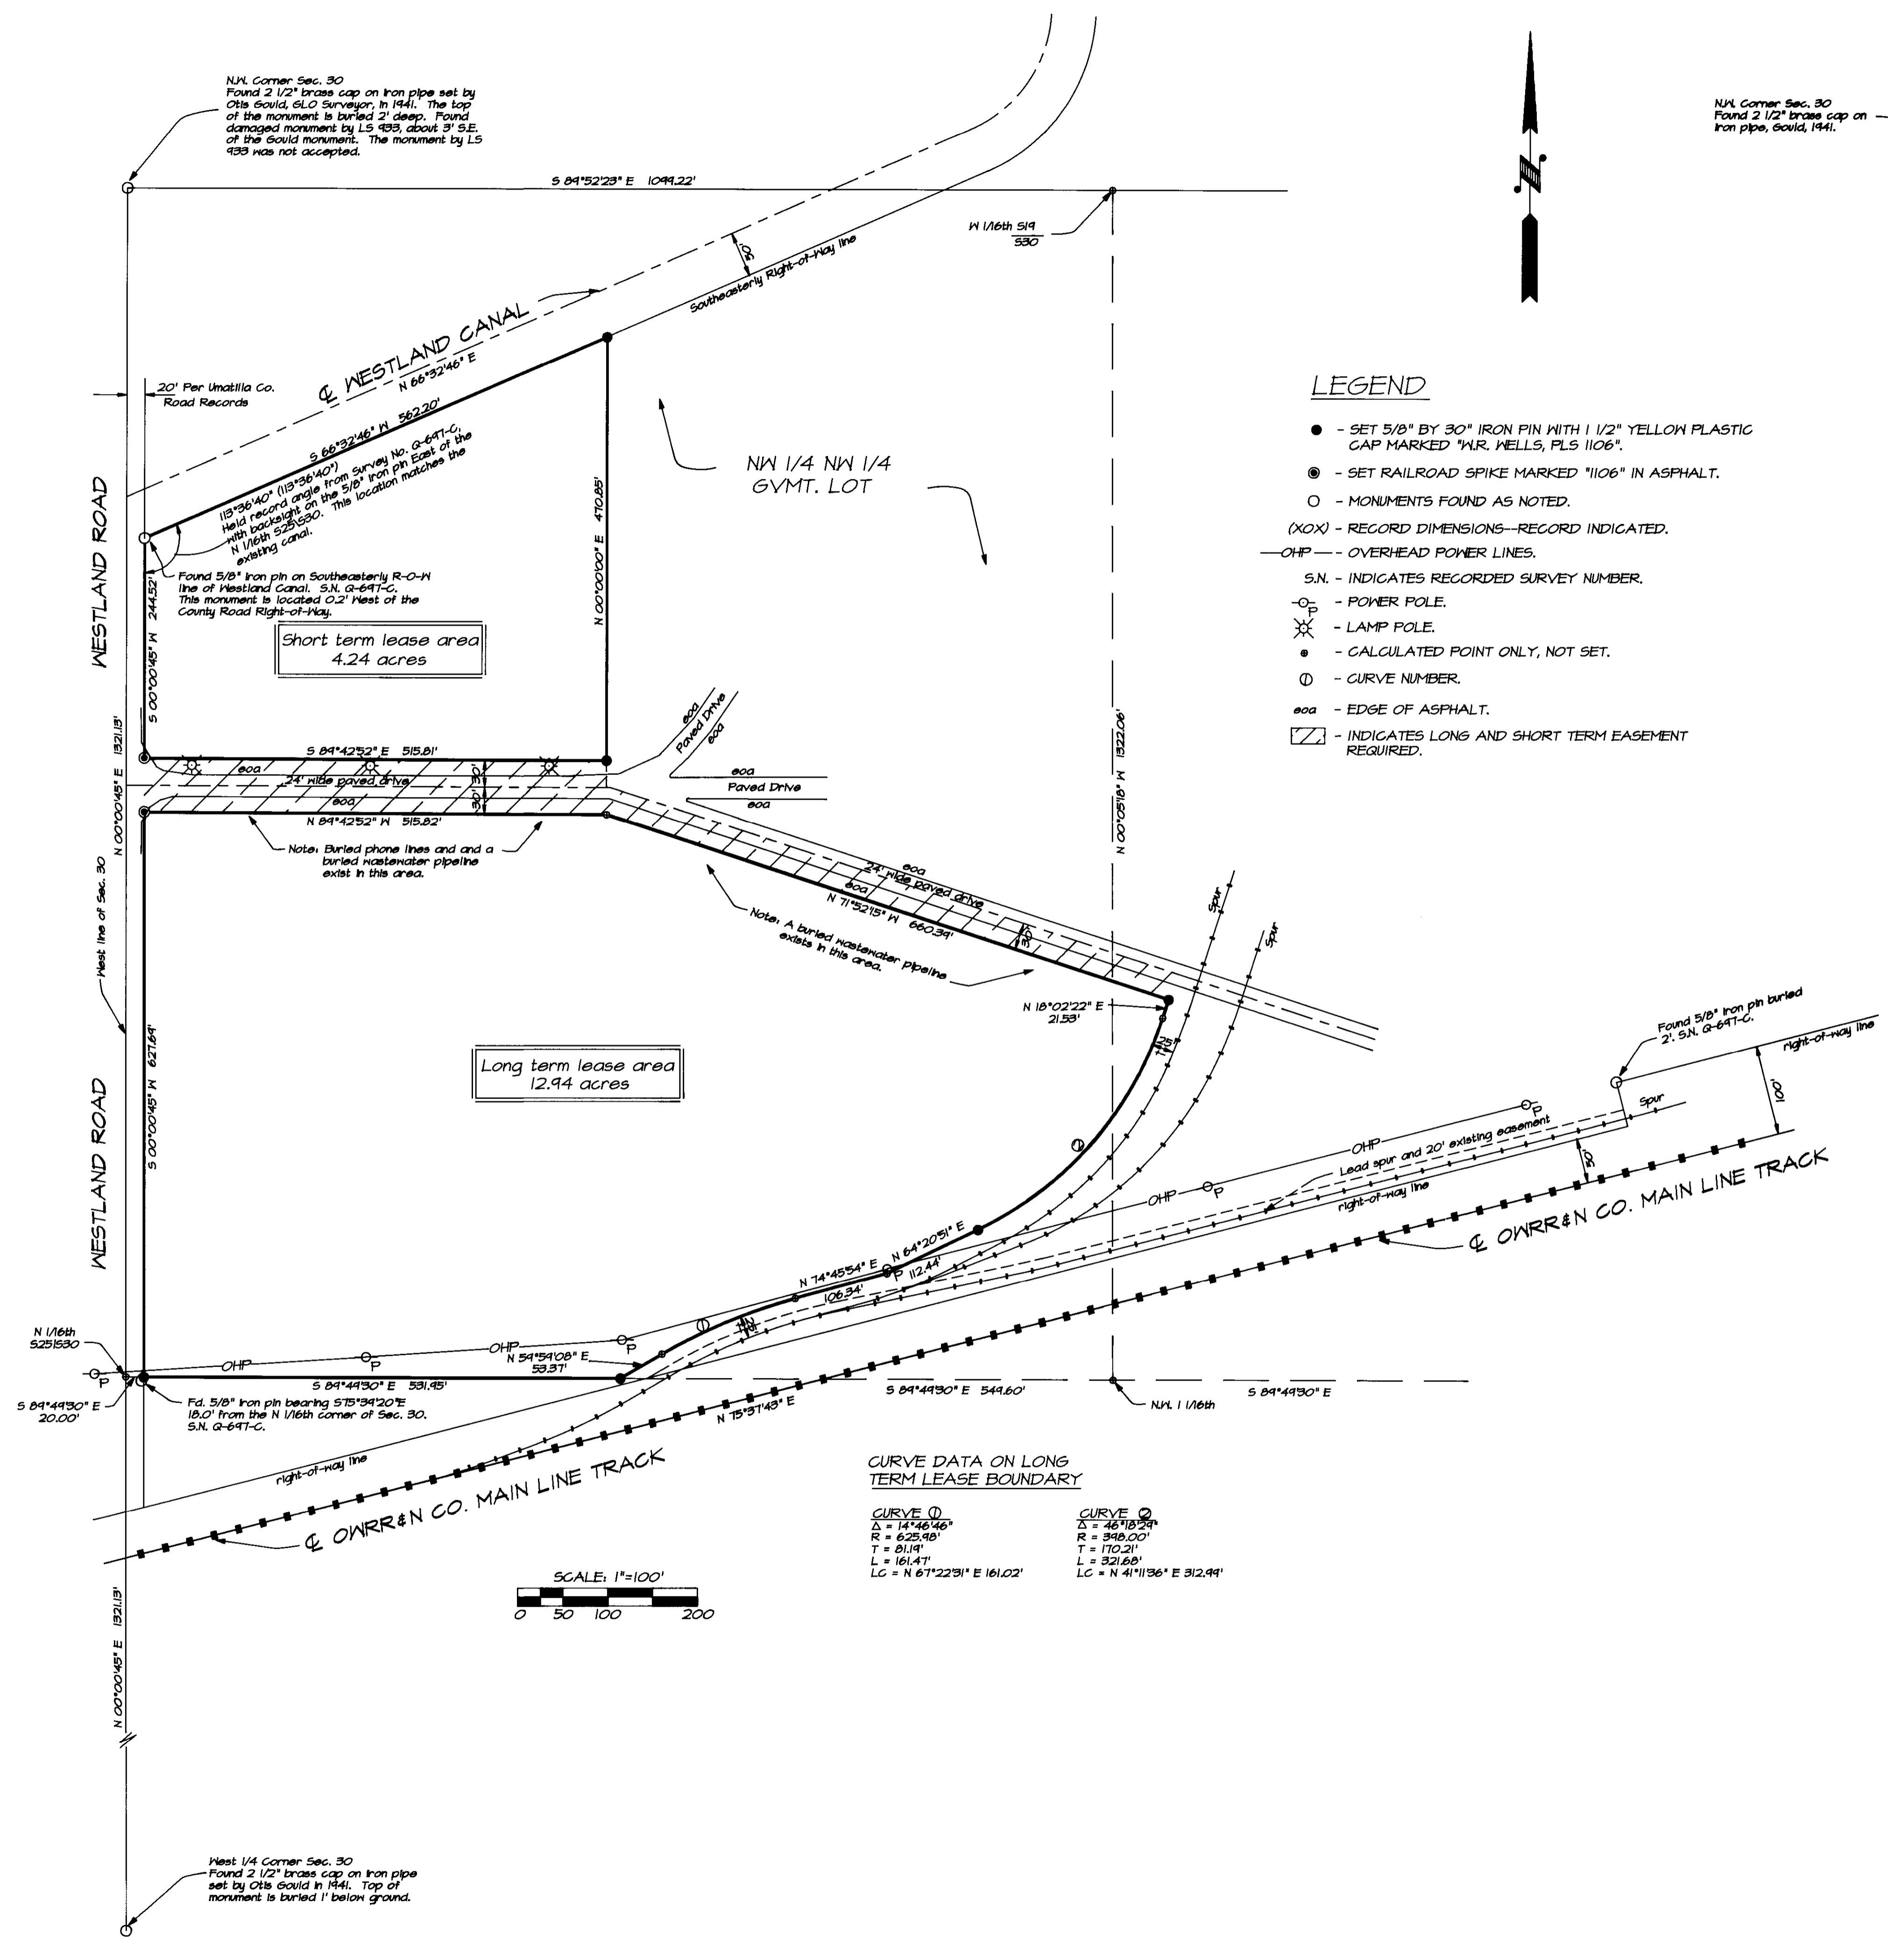 N.W. Corner Sec. 30
Found 2 1/2" brass cap on iron pipe set by
Otis Gould, GLO Surveyor, in 1941. The top
of the monument is buried 2' deep. Found
damaged monument by LS 933, about 3' S.E.
of the Gould monument. The monument by LS
933 was not accepted.
N.W. Corner Sec. 30
Found 2 1/2" brass cap on
iron pipe, Gould, 1941.
S 89°52'23" E 1099.22'
W 1/16th S19
S30
50'
Southeasterly Right-of-Way line
℄ WESTLAND CANAL
N 66°32'46" E
20' Per Umatilla Co.
Road Records
S 66°32'46" W 562.20'
113°36'40" (113°36'40")
Held record angle from Survey No. Q-697-C,
with backsight on the 5/8" iron pin East of the
N 1/16th S25\S30. This location matches the
existing canal.
WESTLAND ROAD
NW 1/4 NW 1/4
GVMT. LOT
N 00°00'00" E 470.85'
S 00°00'45" W 244.52'
Found 5/8" iron pin on Southeasterly R-O-W
line of Westland Canal. S.N. Q-697-C.
This monument is located 0.2' West of the
County Road Right-of-Way.
Short term lease area
4.24 acres
LEGEND
- SET 5/8" BY 30" IRON PIN WITH 1 1/2" YELLOW PLASTIC
CAP MARKED "W.R. WELLS, PLS 1106".
- SET RAILROAD SPIKE MARKED "1106" IN ASPHALT.
- MONUMENTS FOUND AS NOTED.
(XOX) - RECORD DIMENSIONS--RECORD INDICATED.
OHP - OVERHEAD POWER LINES.
S.N. - INDICATES RECORDED SURVEY NUMBER.
P - POWER POLE.
- LAMP POLE.
- CALCULATED POINT ONLY, NOT SET.
- CURVE NUMBER.
eoa - EDGE OF ASPHALT.
- INDICATES LONG AND SHORT TERM EASEMENT
REQUIRED.
N 00°00'45" E 1321.13'
N 00°05'18" W 1322.06'
S 89°42'52" E 515.81'
eoa
24' wide paved drive
eoa
30' 30'
N 89°42'52" W 515.82'
eoa
Paved Drive
eoa
eoa
Paved Drive
eoa
Note: Buried phone lines and and a
buried wastewater pipeline
exist in this area.
West line of Sec. 30
eoa
24' wide paved drive
eoa
N 71°52'15" W 660.39'
30'
Note: A buried wastewater pipeline
exists in this area.
Spur
Spur
N 18°02'22" E
21.53'
25'
S 00°00'45" W 627.69'
WESTLAND ROAD
Long term lease area
12.94 acres
Found 5/8" iron pin buried
2'. S.N. Q-697-C.
right-of-way line
100'
Spur
P
OHP
Lead spur and 20' existing easement
50'
P
OHP
right-of-way line
℄ OWRR&N CO. MAIN LINE TRACK
2
N 64°20'51" E
112.44'
P
N 74°45'54" E
106.34'
1
25'
N 1/16th
S25\S30
P
OHP
P
OHP
P
N 59°59'08" E
53.37'
S 89°49'30" E 531.95'
S 89°49'30" E
20.00'
Fd. 5/8" iron pin bearing S75°39'20"E
18.0' from the N 1/16th corner of Sec. 30.
S.N. Q-697-C.
S 89°49'30" E 549.60'
S 89°49'30" E
N.W. 1 1/16th
N 75°37'43" E
right-of-way line
℄ OWRR&N CO. MAIN LINE TRACK
CURVE DATA ON LONG
TERM LEASE BOUNDARY
CURVE 1
Δ = 14°46'46"
R = 625.98'
T = 81.19'
L = 161.47'
LC = N 67°22'31" E 161.02'
CURVE 2
Δ = 46°18'29"
R = 398.00'
T = 170.21'
L = 321.68'
LC = N 41°11'36" E 312.99'
SCALE: 1"=100'
0 50 100 200
N 00°00'45" E 1321.13'
West 1/4 Corner Sec. 30
Found 2 1/2" brass cap on iron pipe
set by Otis Gould in 1941. Top of
monument is buried 1' below ground.